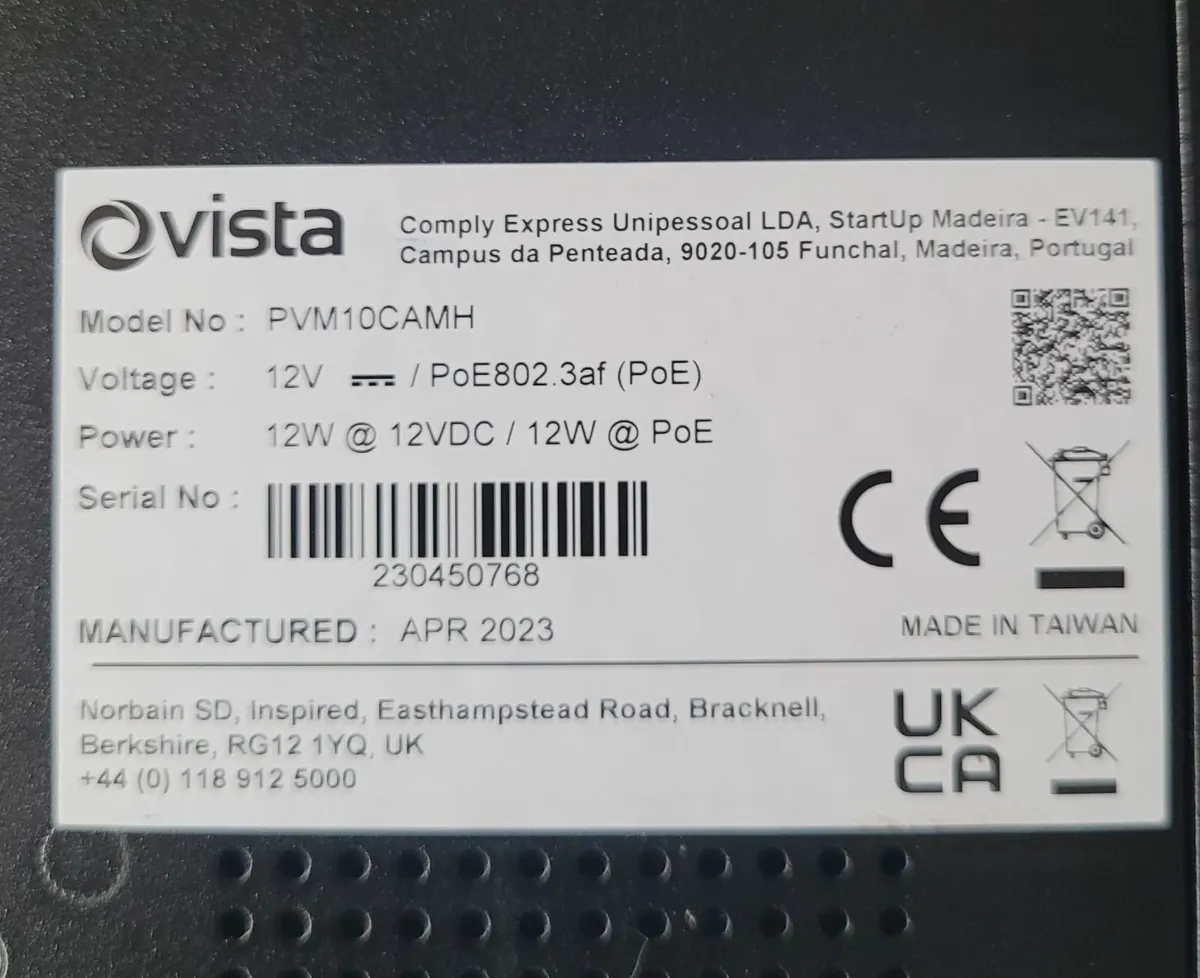 vista
Comply Express Unipessoal LDA, StartUp Madeira - EV141,
Campus da Penteada, 9020-105 Funchal, Madeira, Portugal
Model No : PVM10CAMH
Voltage : 12V ⎓ / PoE802.3af (PoE)
Power : 12W @ 12VDC / 12W @ PoE
Serial No :
230450768
CE
MANUFACTURED : APR 2023
MADE IN TAIWAN
Norbain SD, Inspired, Easthampstead Road, Bracknell,
Berkshire, RG12 1YQ, UK
+44 (0) 118 912 5000
UK
CA